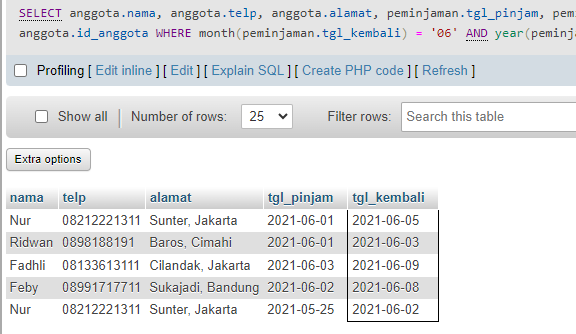 SELECT anggota.nama, anggota.telp, anggota.alamat, peminjaman.tgl_pinjam,
anggota.id_anggota WHERE month(peminjaman.tgl_kembali) = '06' AND
Profiling [ Edit inline ] [ Edit ] [ Explain SQL ] [ Create PHP code ] [ Refresh ]
Show all Number of rows: 25 Filter rows: Search this table
Extra options
nama telp alamat tgl_pinjam tgl_kembali
Nur 08212221311 Sunter, Jakarta 2021-06-01 2021-06-05
Ridwan 0898188191 Baros, Cimahi 2021-06-01 2021-06-03
Fadhli 08133613111 Cilandak, Jakarta 2021-06-03 2021-06-09
Feby 08991717711 Sukajadi, Bandung 2021-06-02 2021-06-08
Nur 08212221311 Sunter, Jakarta 2021-05-25 2021-06-02